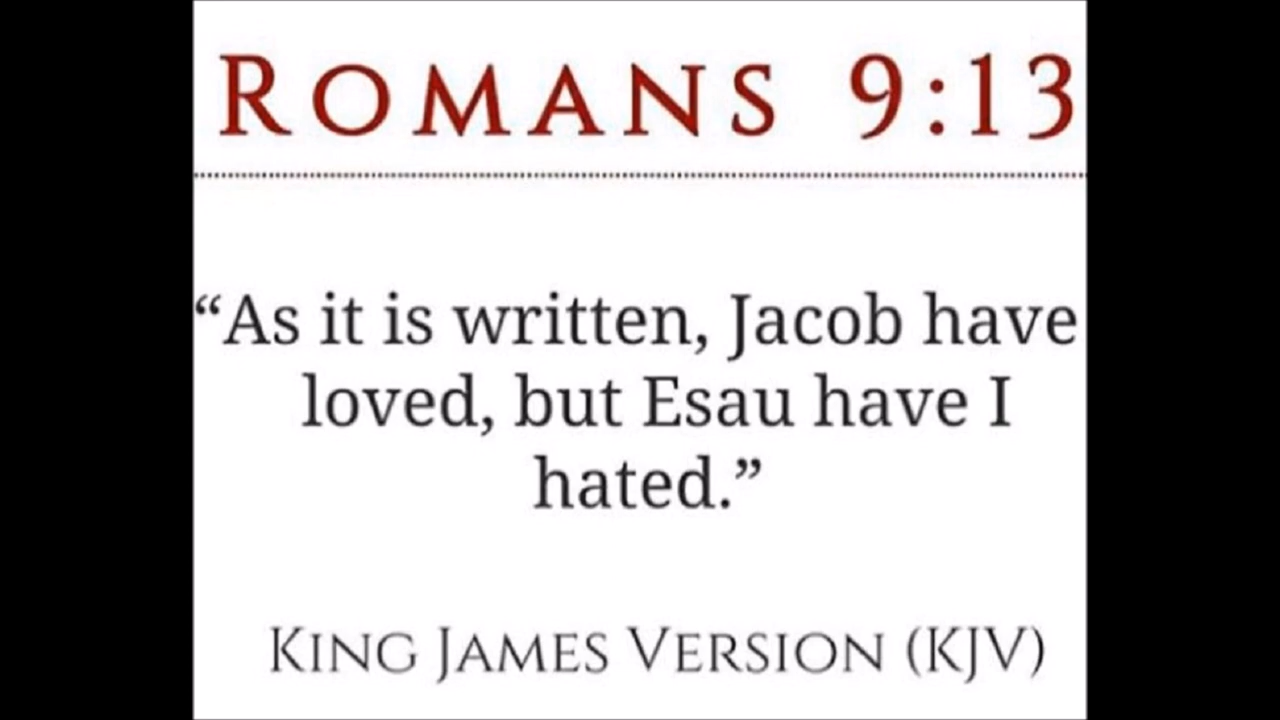 ROMANS 9:13
“As it is written, Jacob have
loved, but Esau have I
hated.”
KING JAMES VERSION (KJV)